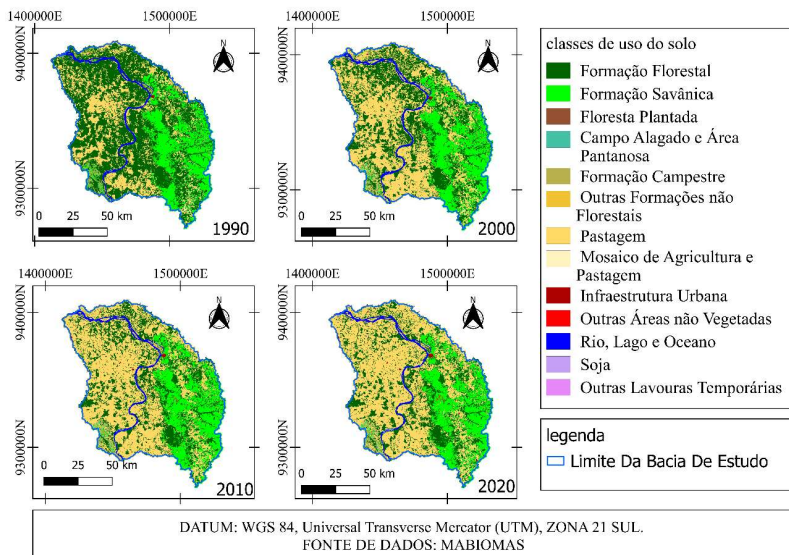 1400000E 1500000E
9400000N
9300000N
N
0 25 50 km
1990
1400000E 1500000E
9400000N
9300000N
N
0 25 50 km
2000
1400000E 1500000E
9400000N
9300000N
N
0 25 50 km
2010
1400000E 1500000E
9400000N
9300000N
N
0 25 50 km
2020
classes de uso do solo
Formação Florestal
Formação Savânica
Floresta Plantada
Campo Alagado e Área
Pantanosa
Formação Campestre
Outras Formações não
Florestais
Pastagem
Mosaico de Agricultura e
Pastagem
Infraestrutura Urbana
Outras Áreas não Vegetadas
Rio, Lago e Oceano
Soja
Outras Lavouras Temporárias
legenda
Limite Da Bacia De Estudo
DATUM: WGS 84, Universal Transverse Mercator (UTM), ZONA 21 SUL.
FONTE DE DADOS: MABIOMAS